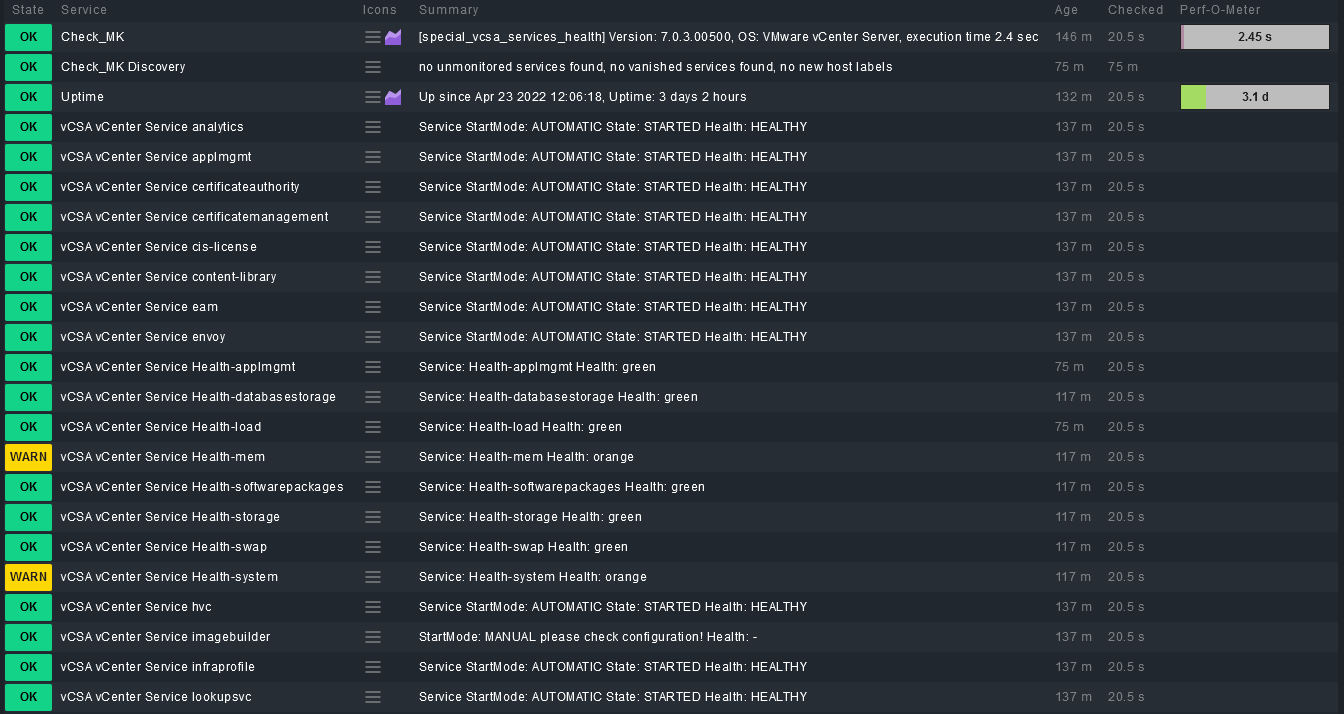 State Service Icons Summary Age Checked Perf-O-Meter
OK Check_MK [special_vcsa_services_health] Version: 7.0.3.00500, OS: VMware vCenter Server, execution time 2.4 sec 146 m 20.5 s 2.45 s
OK Check_MK Discovery no unmonitored services found, no vanished services found, no new host labels 75 m 75 m
OK Uptime Up since Apr 23 2022 12:06:18, Uptime: 3 days 2 hours 132 m 20.5 s 3.1 d
OK vCSA vCenter Service analytics Service StartMode: AUTOMATIC State: STARTED Health: HEALTHY 137 m 20.5 s
OK vCSA vCenter Service applmgmt Service StartMode: AUTOMATIC State: STARTED Health: HEALTHY 137 m 20.5 s
OK vCSA vCenter Service certificateauthority Service StartMode: AUTOMATIC State: STARTED Health: HEALTHY 137 m 20.5 s
OK vCSA vCenter Service certificatemanagement Service StartMode: AUTOMATIC State: STARTED Health: HEALTHY 137 m 20.5 s
OK vCSA vCenter Service cis-license Service StartMode: AUTOMATIC State: STARTED Health: HEALTHY 137 m 20.5 s
OK vCSA vCenter Service content-library Service StartMode: AUTOMATIC State: STARTED Health: HEALTHY 137 m 20.5 s
OK vCSA vCenter Service eam Service StartMode: AUTOMATIC State: STARTED Health: HEALTHY 137 m 20.5 s
OK vCSA vCenter Service envoy Service StartMode: AUTOMATIC State: STARTED Health: HEALTHY 137 m 20.5 s
OK vCSA vCenter Service Health-applmgmt Service: Health-applmgmt Health: green 75 m 20.5 s
OK vCSA vCenter Service Health-databasestorage Service: Health-databasestorage Health: green 117 m 20.5 s
OK vCSA vCenter Service Health-load Service: Health-load Health: green 75 m 20.5 s
WARN vCSA vCenter Service Health-mem Service: Health-mem Health: orange 117 m 20.5 s
OK vCSA vCenter Service Health-softwarepackages Service: Health-softwarepackages Health: green 117 m 20.5 s
OK vCSA vCenter Service Health-storage Service: Health-storage Health: green 117 m 20.5 s
OK vCSA vCenter Service Health-swap Service: Health-swap Health: green 117 m 20.5 s
WARN vCSA vCenter Service Health-system Service: Health-system Health: orange 117 m 20.5 s
OK vCSA vCenter Service hvc Service StartMode: AUTOMATIC State: STARTED Health: HEALTHY 137 m 20.5 s
OK vCSA vCenter Service imagebuilder StartMode: MANUAL please check configuration! Health: - 137 m 20.5 s
OK vCSA vCenter Service infraprofile Service StartMode: AUTOMATIC State: STARTED Health: HEALTHY 137 m 20.5 s
OK vCSA vCenter Service lookupsvc Service StartMode: AUTOMATIC State: STARTED Health: HEALTHY 137 m 20.5 s